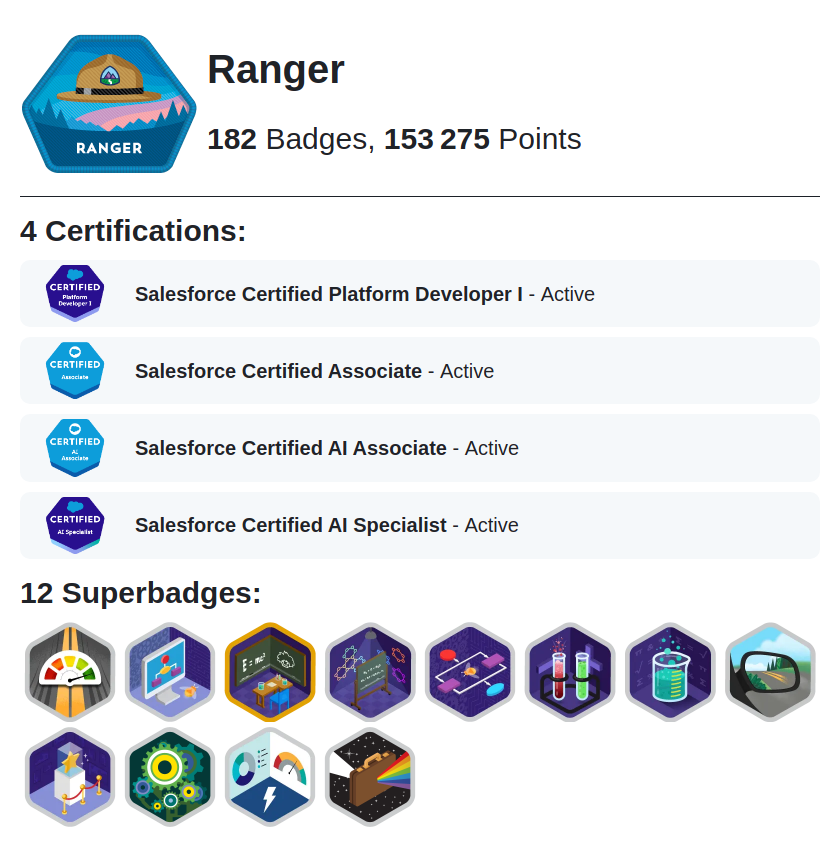 Ranger
RANGER
182 Badges, 153 275 Points
4 Certifications:
CERTIFIED
Platform
Developer I
Salesforce Certified Platform Developer I - Active
CERTIFIED
Associate
Salesforce Certified Associate - Active
CERTIFIED
AI
Associate
Salesforce Certified AI Associate - Active
CERTIFIED
AI Specialist
Salesforce Certified AI Specialist - Active
12 Superbadges:
E = mc²